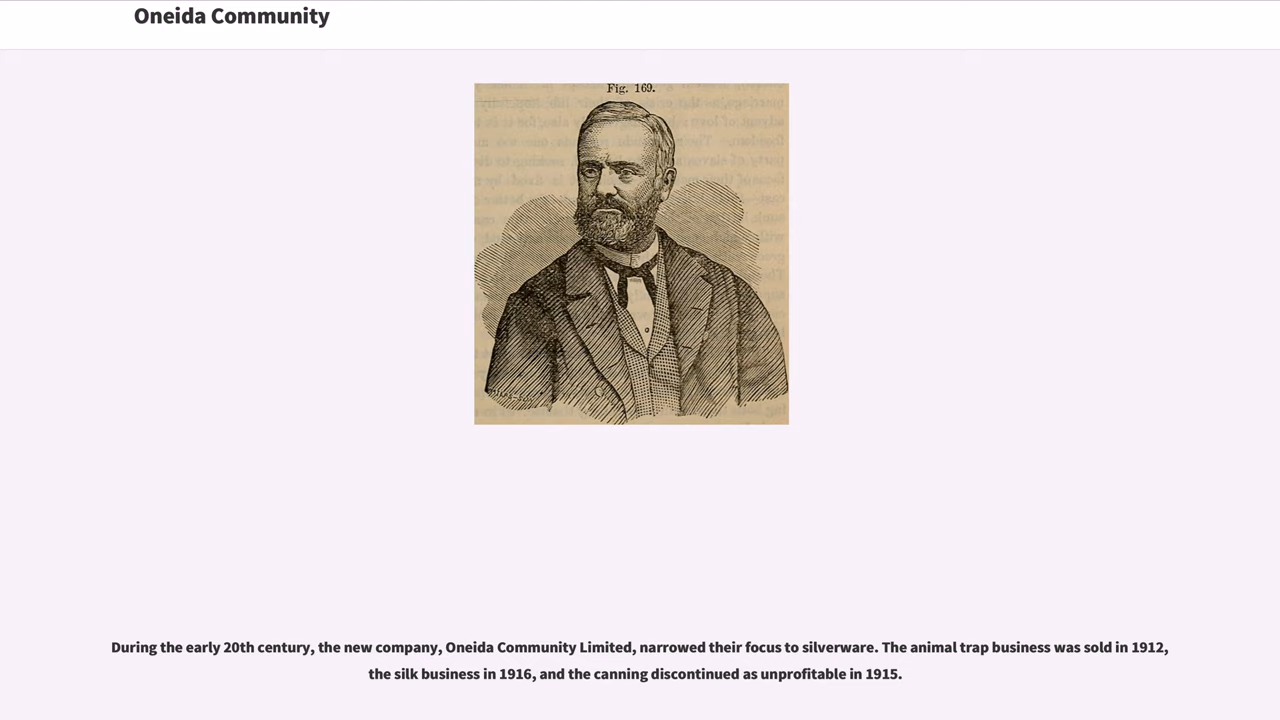 Oneida Community
Fig. 169.
During the early 20th century, the new company, Oneida Community Limited, narrowed their focus to silverware. The animal trap business was sold in 1912,
the silk business in 1916, and the canning discontinued as unprofitable in 1915.